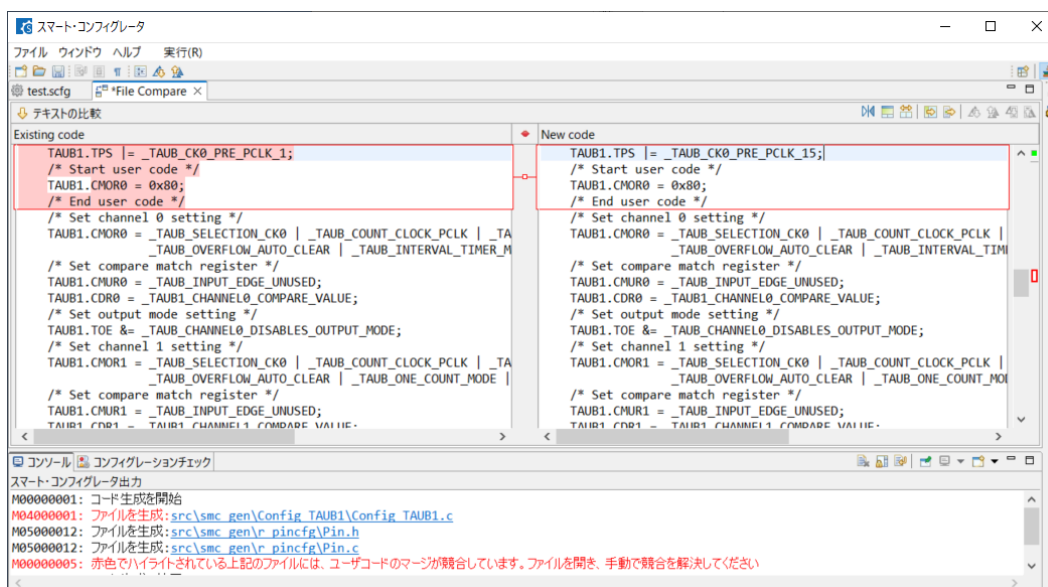 スマート・コンフィグレータ
ファイル ウィンドウ ヘルプ 実行(R)
test.scfg *File Compare
テキストの比較
Existing code
TAUB1.TPS |= _TAUB_CK0_PRE_PCLK_1;
/* Start user code */
TAUB1.CMOR0 = 0x80;
/* End user code */
/* Set channel 0 setting */
TAUB1.CMOR0 = _TAUB_SELECTION_CK0 | _TAUB_COUNT_CLOCK_PCLK | _TA
_TAUB_OVERFLOW_AUTO_CLEAR | _TAUB_INTERVAL_TIMER_M
/* Set compare match register */
TAUB1.CMUR0 = _TAUB_INPUT_EDGE_UNUSED;
TAUB1.CDR0 = _TAUB1_CHANNEL0_COMPARE_VALUE;
/* Set output mode setting */
TAUB1.TOE &= _TAUB_CHANNEL0_DISABLES_OUTPUT_MODE;
/* Set channel 1 setting */
TAUB1.CMOR1 = _TAUB_SELECTION_CK0 | _TAUB_COUNT_CLOCK_PCLK | _TA
_TAUB_OVERFLOW_AUTO_CLEAR | _TAUB_ONE_COUNT_MODE |
/* Set compare match register */
TAUB1.CMUR1 = _TAUB_INPUT_EDGE_UNUSED;
TAUB1.CDR1 = _TAUB1_CHANNEL1_COMPARE_VALUE;
New code
TAUB1.TPS |= _TAUB_CK0_PRE_PCLK_15;
/* Start user code */
TAUB1.CMOR0 = 0x80;
/* End user code */
/* Set channel 0 setting */
TAUB1.CMOR0 = _TAUB_SELECTION_CK0 | _TAUB_COUNT_CLOCK_PCLK |
_TAUB_OVERFLOW_AUTO_CLEAR | _TAUB_INTERVAL_TIM
/* Set compare match register */
TAUB1.CMUR0 = _TAUB_INPUT_EDGE_UNUSED;
TAUB1.CDR0 = _TAUB1_CHANNEL0_COMPARE_VALUE;
/* Set output mode setting */
TAUB1.TOE &= _TAUB_CHANNEL0_DISABLES_OUTPUT_MODE;
/* Set channel 1 setting */
TAUB1.CMOR1 = _TAUB_SELECTION_CK0 | _TAUB_COUNT_CLOCK_PCLK |
_TAUB_OVERFLOW_AUTO_CLEAR | _TAUB_ONE_COUNT_MO
/* Set compare match register */
TAUB1.CMUR1 = _TAUB_INPUT_EDGE_UNUSED;
TAUB1.CDR1 = _TAUB1_CHANNEL1_COMPARE_VALUE;
コンソール コンフィグレーションチェック
スマート・コンフィグレータ出力
M00000001: コード生成を開始
M04000001: ファイルを生成:src\smc_gen\Config_TAUB1\Config_TAUB1.c
M05000012: ファイルを生成:src\smc_gen\r_pincfg\Pin.h
M05000012: ファイルを生成:src\smc_gen\r_pincfg\Pin.c
M00000005: 赤色でハイライトされている上記のファイルには、ユーザコードのマージが競合しています。ファイルを開き、手動で競合を解決してください